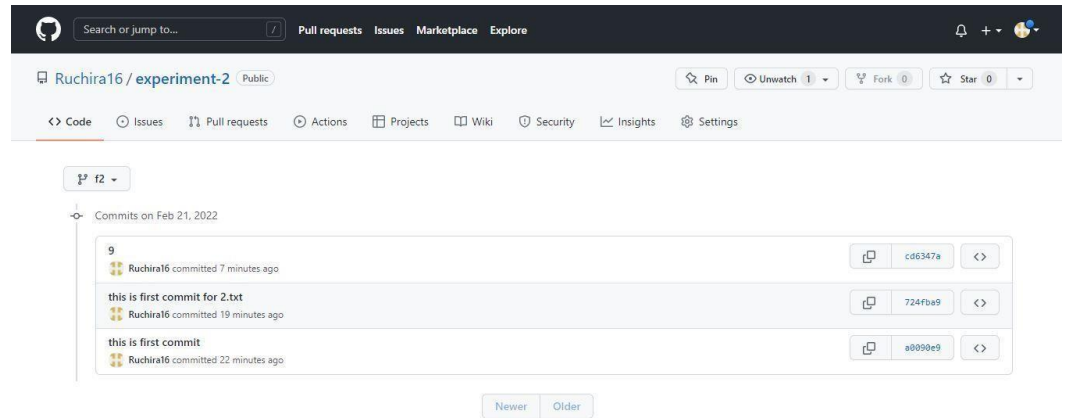 Search or jump to... / Pull requests Issues Marketplace Explore
Ruchira16 / experiment-2 Public Pin Unwatch 1 Fork 0 Star 0
<> Code Issues Pull requests Actions Projects Wiki Security Insights Settings
f2
Commits on Feb 21, 2022
9
Ruchira16 committed 7 minutes ago
cd6347a <>
this is first commit for 2.txt
Ruchira16 committed 19 minutes ago
724fba9 <>
this is first commit
Ruchira16 committed 22 minutes ago
a0090e9 <>
Newer Older